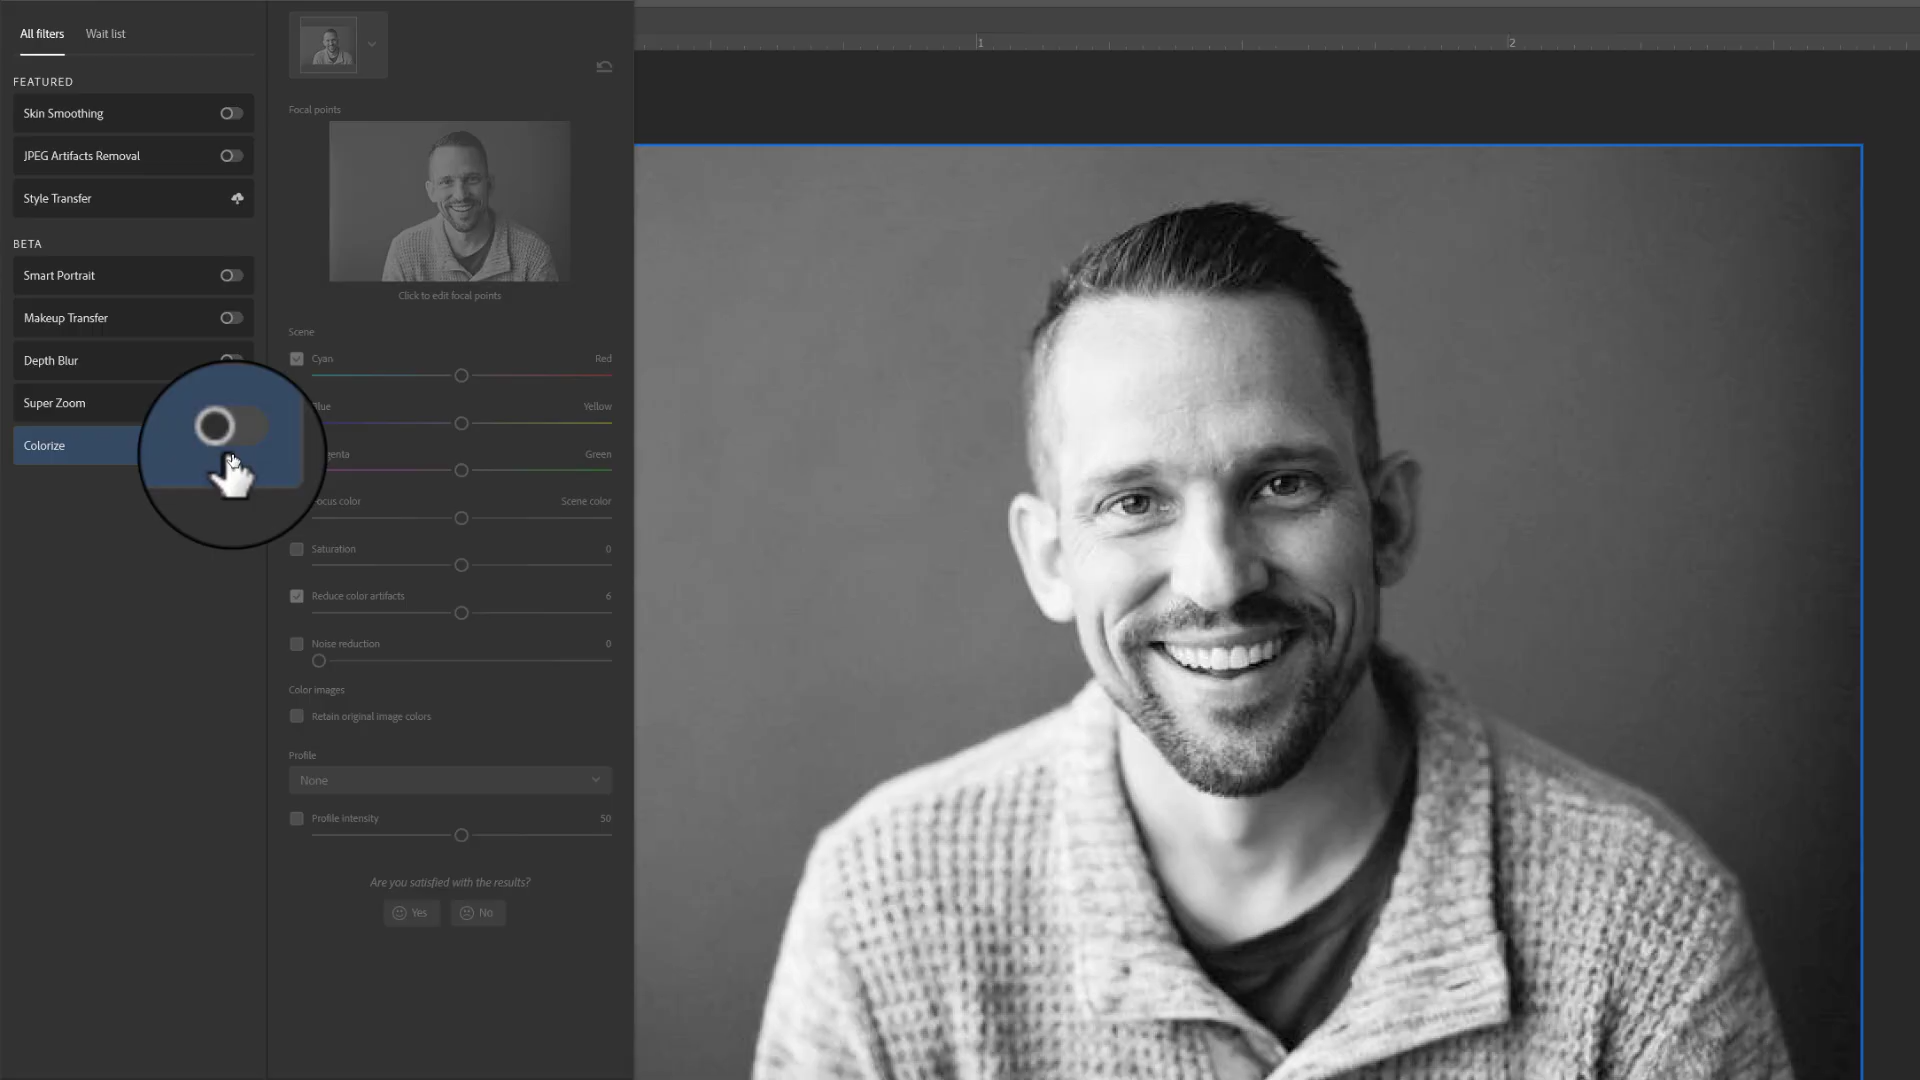 All filters
Wait list
FEATURED
Skin Smoothing
JPEG Artifacts Removal
Style Transfer
BETA
Smart Portrait
Makeup Transfer
Depth Blur
Super Zoom
Colorize
Focal points
Click to edit focal points
Scene
Cyan
Red
Yellow
Green
Scene color
Saturation
0
Reduce color artifacts
6
Noise reduction
0
Color images
Retain original image colors
Profile
None
Profile intensity
50
Are you satisfied with the results?
Yes
No
1
2